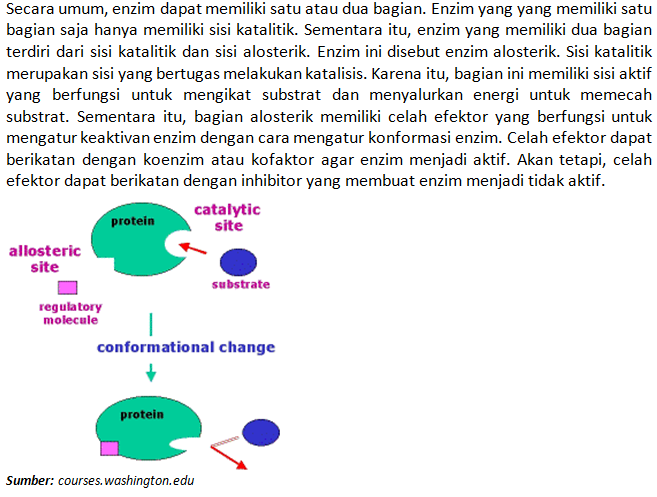 Secara umum, enzim dapat memiliki satu atau dua bagian. Enzim yang yang memiliki satu
bagian saja hanya memiliki sisi katalitik. Sementara itu, enzim yang memiliki dua bagian
terdiri dari sisi katalitik dan sisi alosterik. Enzim ini disebut enzim alosterik. Sisi katalitik
merupakan sisi yang bertugas melakukan katalisis. Karena itu, bagian ini memiliki sisi aktif
yang berfungsi untuk mengikat substrat dan menyalurkan energi untuk memecah
substrat. Sementara itu, bagian alosterik memiliki celah efektor yang berfungsi untuk
mengatur keaktivan enzim dengan cara mengatur konformasi enzim. Celah efektor dapat
berikatan dengan koenzim atau kofaktor agar enzim menjadi aktif. Akan tetapi, celah
efektor dapat berikatan dengan inhibitor yang membuat enzim menjadi tidak aktif.
protein
catalytic
site
allosteric
site
substrate
regulatory
molecule
conformational change
protein
Sumber: courses.washington.edu